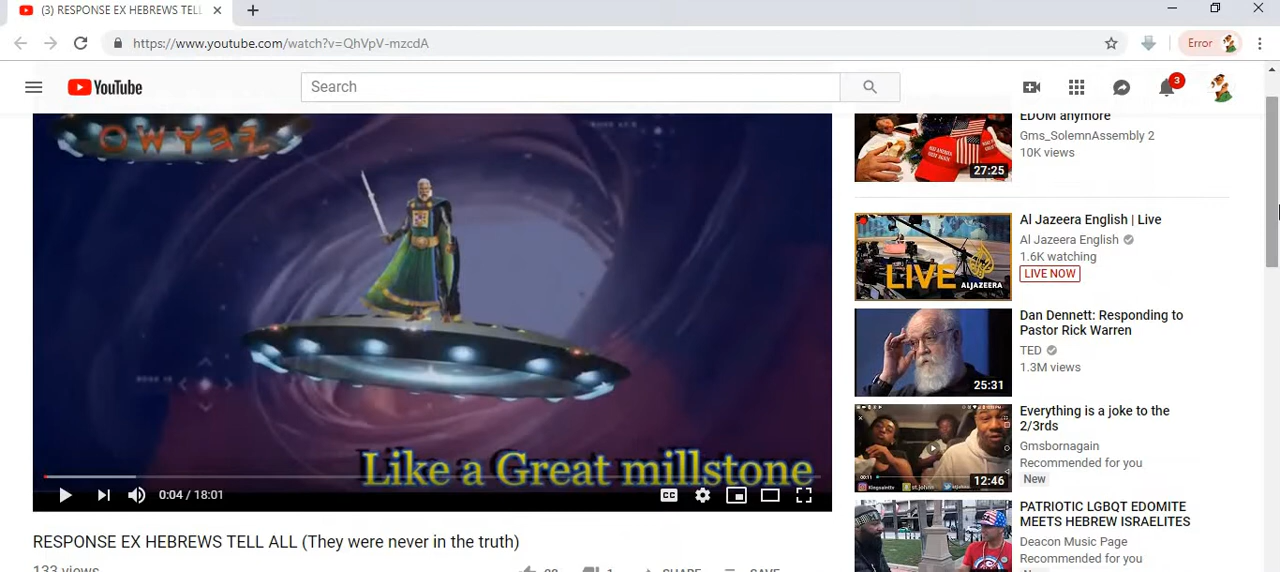 (3) RESPONSE EX HEBREWS TELL
https://www.youtube.com/watch?v=QhVpV-mzcdA
Error
YouTube
Search
3
OWYEZ
Like a Great millstone
0:04 / 18:01
CC
RESPONSE EX HEBREWS TELL ALL (They were never in the truth)
133 views
SHARE
SAVE
EDOM anymore
Gms_SolemnAssembly 2
10K views
27:25
Al Jazeera English | Live
Al Jazeera English
1.6K watching
LIVE NOW
LIVE
ALJAZEERA
Dan Dennett: Responding to
Pastor Rick Warren
TED
1.3M views
25:31
Everything is a joke to the
2/3rds
Gmsbornagain
Recommended for you
New
12:46
PATRIOTIC LGBQT EDOMITE
MEETS HEBREW ISRAELITES
Deacon Music Page
Recommended for you